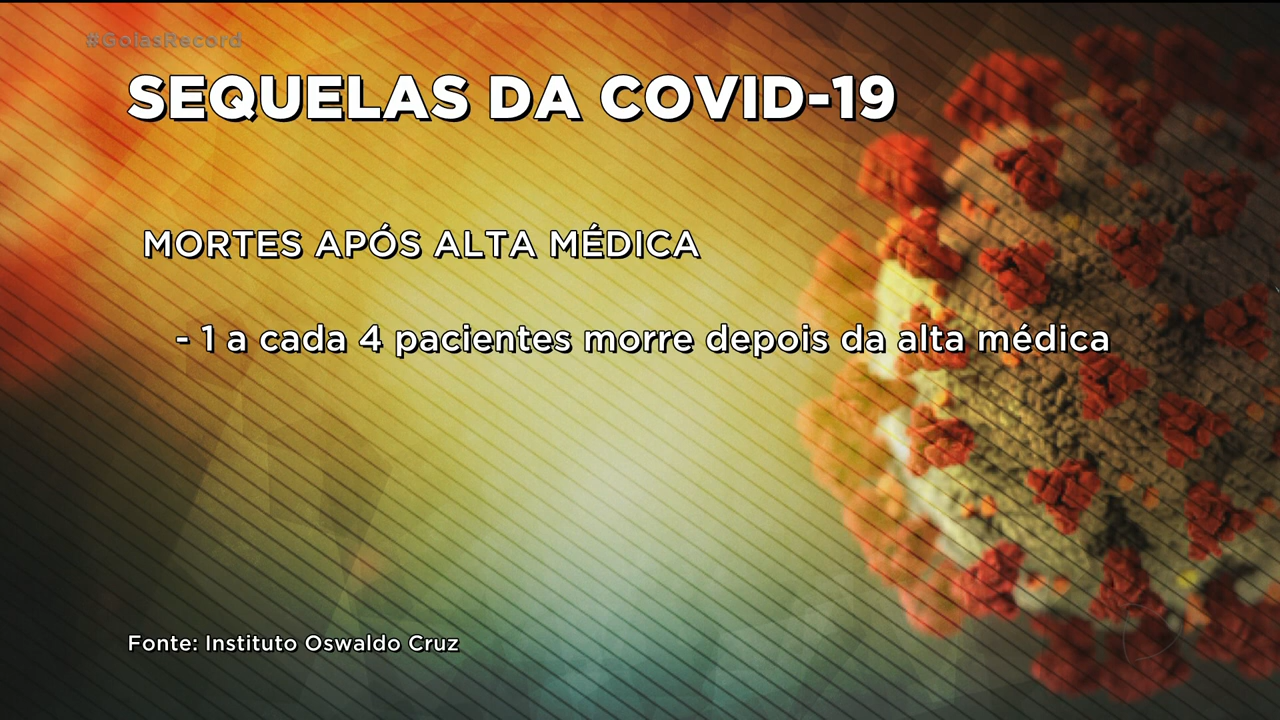 #GoiasRecord
SEQUELAS DA COVID-19
MORTES APÓS ALTA MÉDICA
- 1 a cada 4 pacientes morre depois da alta médica
Fonte: Instituto Oswaldo Cruz